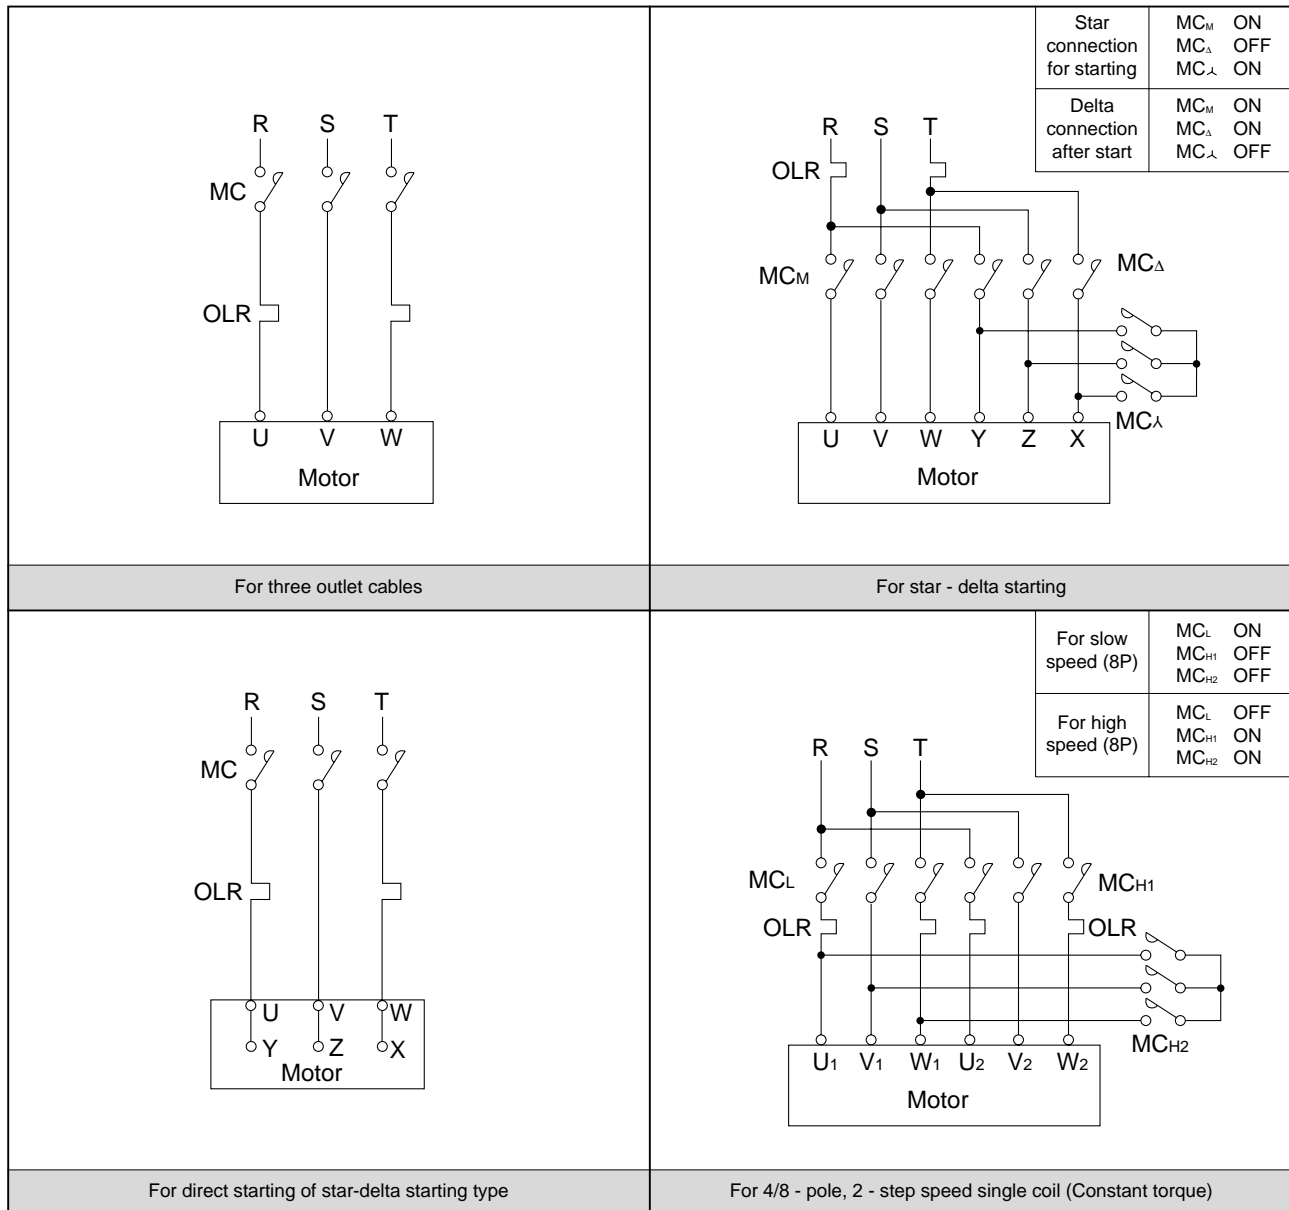 R S T
MC
OLR
U V W
Motor
For three outlet cables
Star connection for starting
MCM ON
MC△ OFF
MC⅄ ON
Delta connection after start
MCM ON
MC△ ON
MC⅄ OFF
R S T
OLR
MCM
MC△
MC⅄
U V W Y Z X
Motor
For star - delta starting
R S T
MC
OLR
U V W
Y Z X
Motor
For direct starting of star-delta starting type
For slow speed (8P)
MCL ON
MCH1 OFF
MCH2 OFF
For high speed (8P)
MCL OFF
MCH1 ON
MCH2 ON
R S T
MCL
MCH1
OLR OLR
MCH2
U1 V1 W1 U2 V2 W2
Motor
For 4/8 - pole, 2 - step speed single coil (Constant torque)